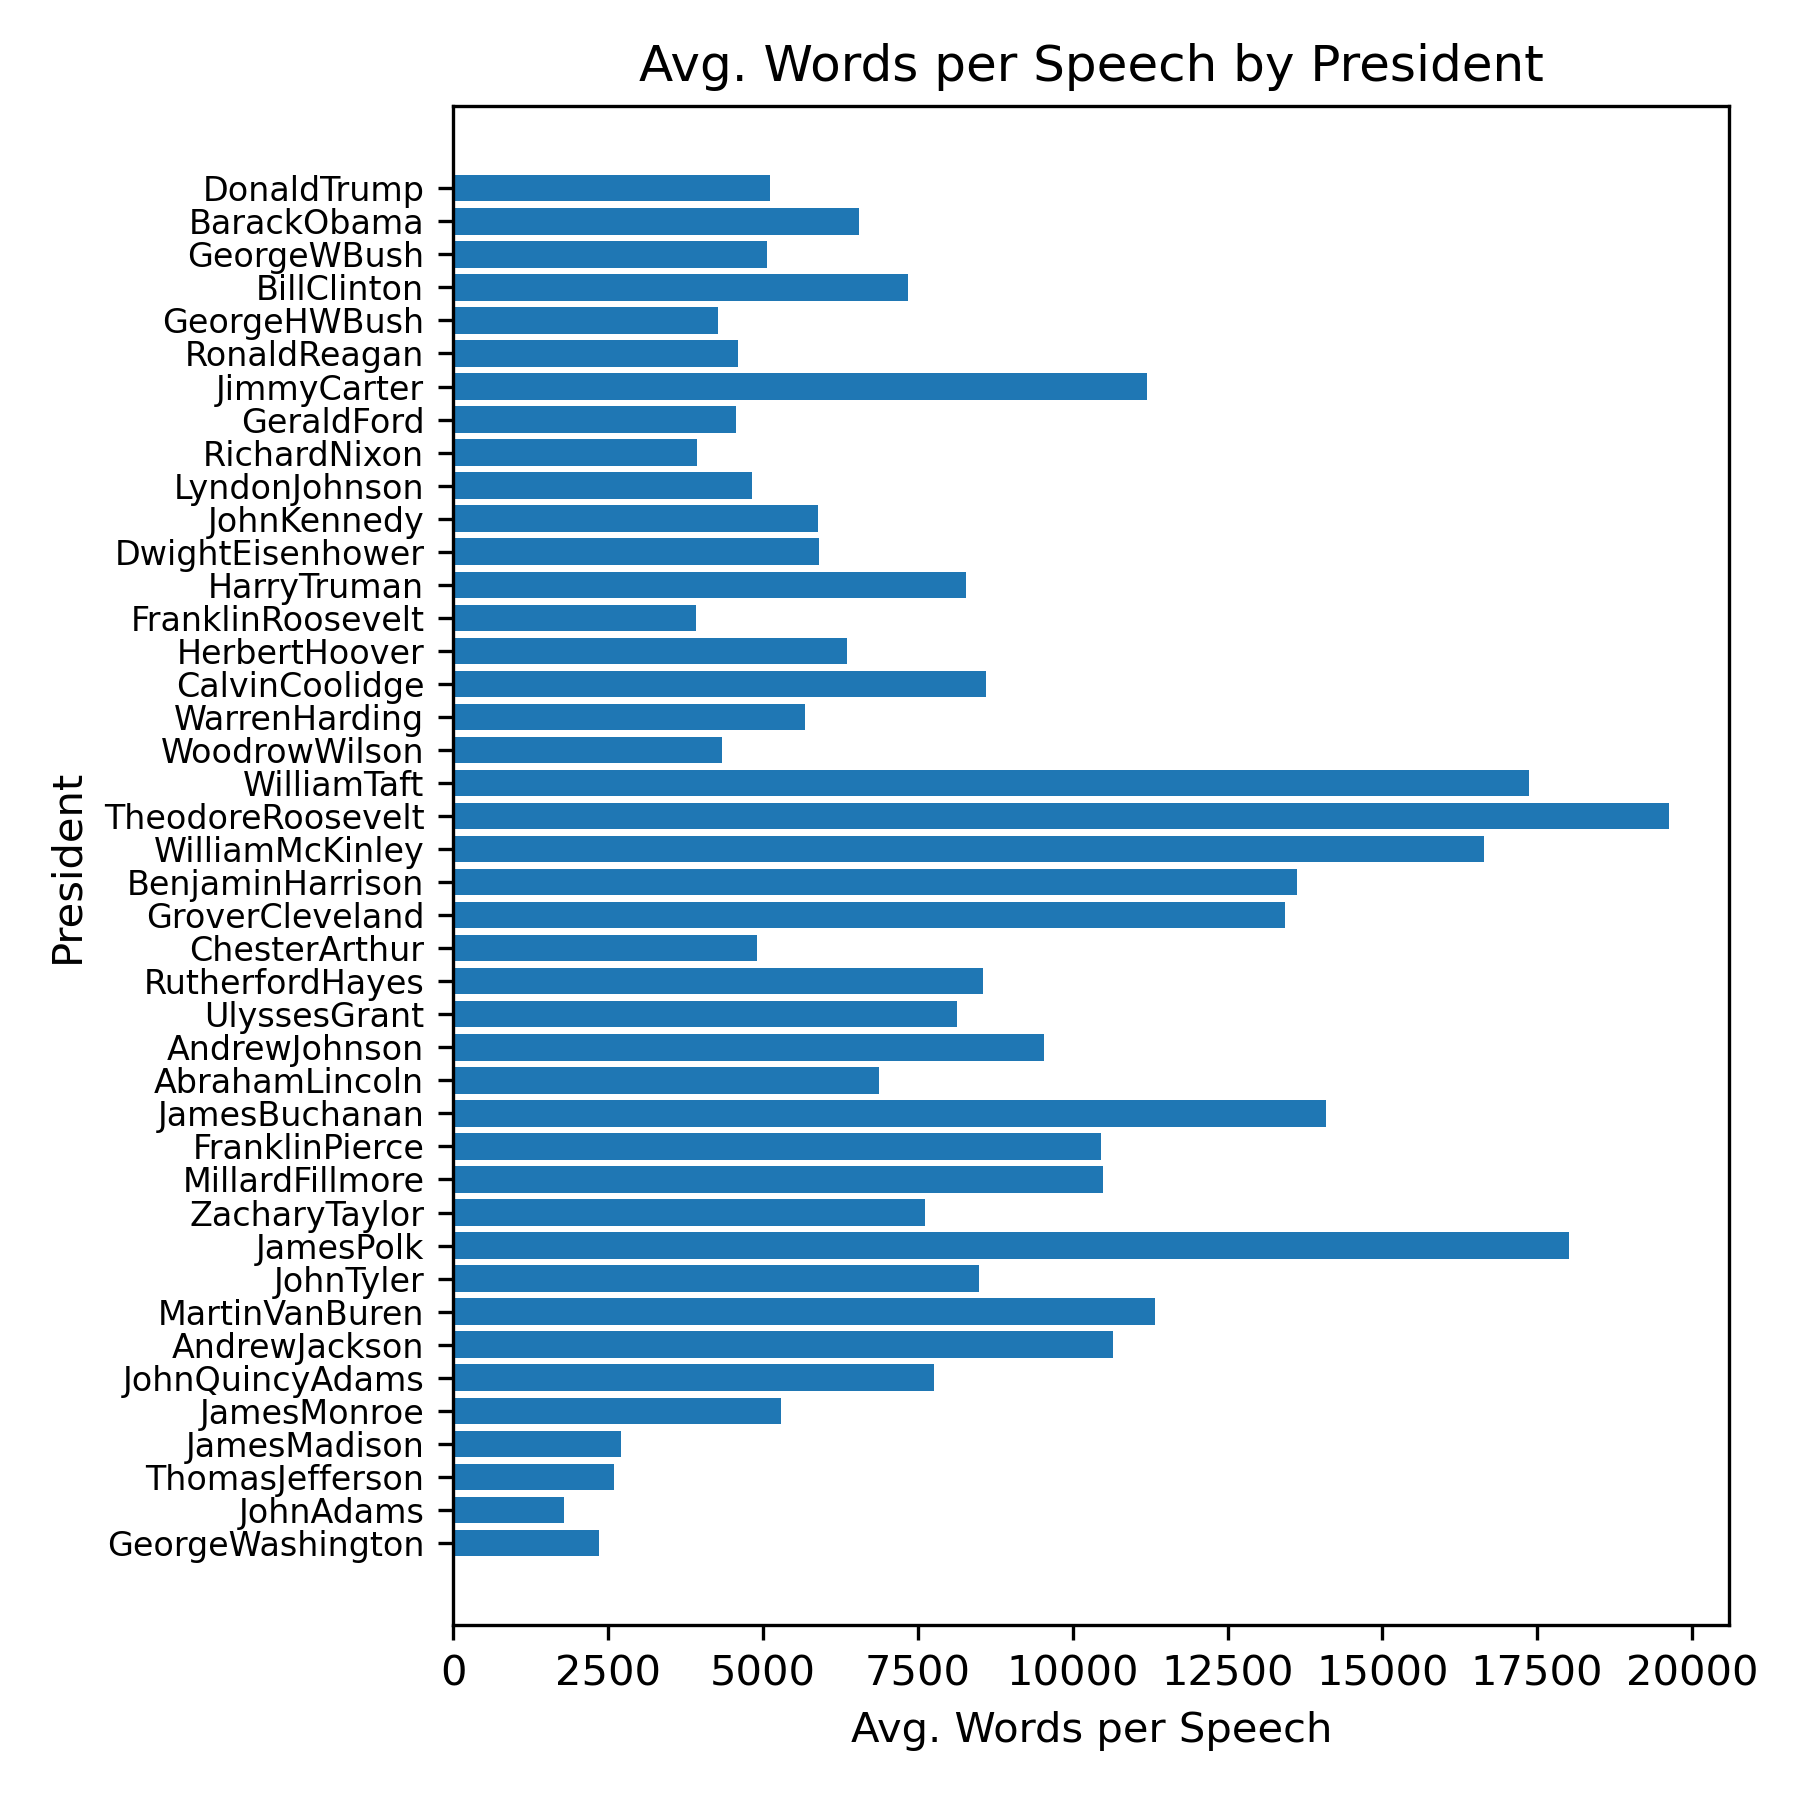 Avg. Words per Speech by President
DonaldTrump
BarackObama
GeorgeWBush
BillClinton
GeorgeHWBush
RonaldReagan
JimmyCarter
GeraldFord
RichardNixon
LyndonJohnson
JohnKennedy
DwightEisenhower
HarryTruman
FranklinRoosevelt
HerbertHoover
CalvinCoolidge
WarrenHarding
WoodrowWilson
WilliamTaft
TheodoreRoosevelt
WilliamMcKinley
BenjaminHarrison
GroverCleveland
ChesterArthur
RutherfordHayes
UlyssesGrant
AndrewJohnson
AbrahamLincoln
JamesBuchanan
FranklinPierce
MillardFillmore
ZacharyTaylor
JamesPolk
JohnTyler
MartinVanBuren
AndrewJackson
JohnQuincyAdams
JamesMonroe
JamesMadison
ThomasJefferson
JohnAdams
GeorgeWashington
President
0 2500 5000 7500 10000 12500 15000 17500 20000
Avg. Words per Speech